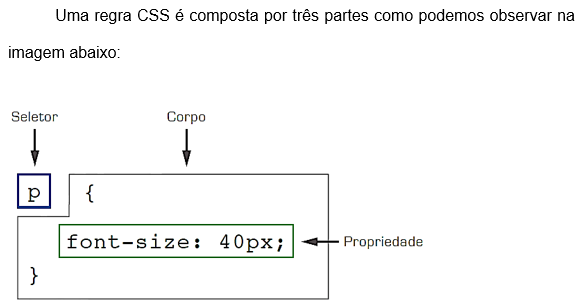 Uma regra CSS é composta por três partes como podemos observar na
imagem abaixo:
Seletor Corpo
p {
font-size: 40px; Propriedade
}